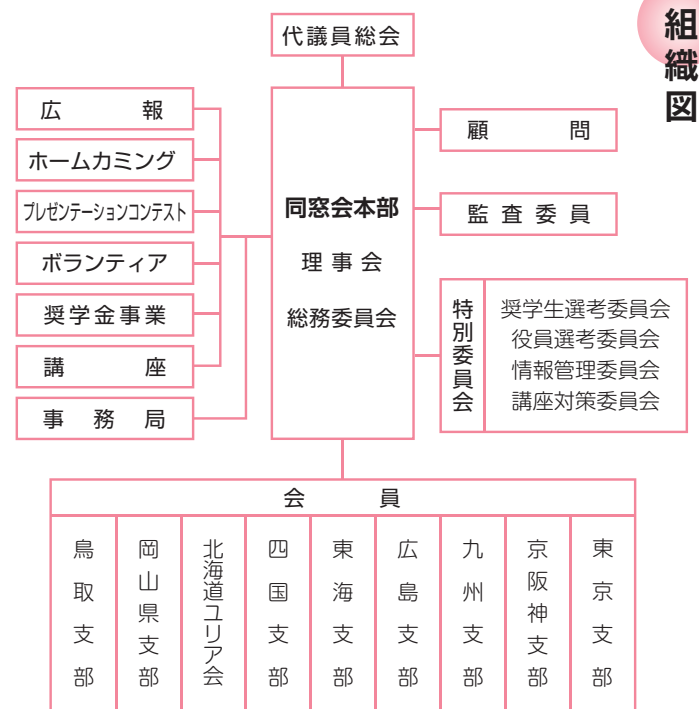 組織図
代議員総会
広報
ホームカミング
プレゼンテーションコンテスト
ボランティア
奨学金事業
講座
事務局
同窓会本部
理事会
総務委員会
顧問
監査委員
特別委員会
奨学生選考委員会
役員選考委員会
情報管理委員会
講座対策委員会
会員
鳥取支部
岡山県支部
北海道ユリア会
四国支部
東海支部
広島支部
九州支部
京阪神支部
東京支部